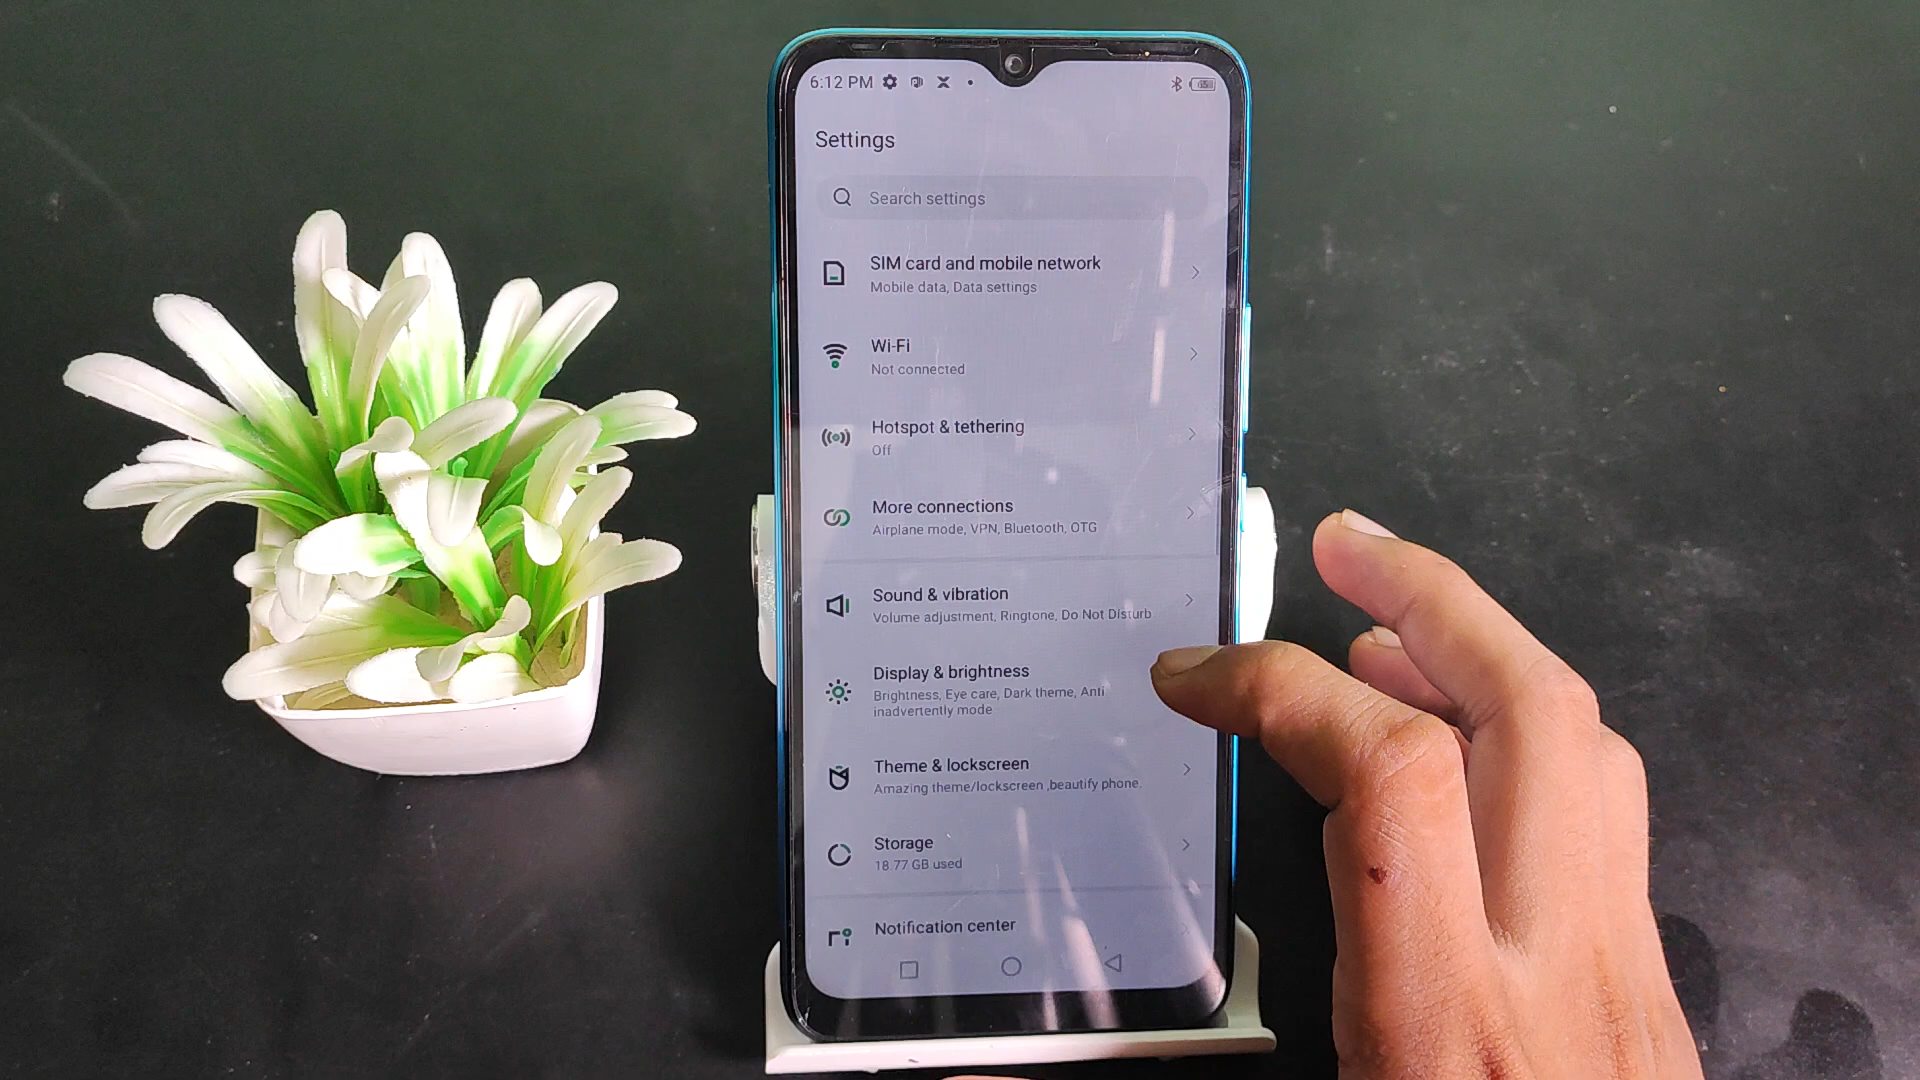 6:12 PM
Settings
Search settings
SIM card and mobile network
Mobile data, Data settings
Wi-Fi
Not connected
Hotspot & tethering
Off
More connections
Airplane mode, VPN, Bluetooth, OTG
Sound & vibration
Volume adjustment, Ringtone, Do Not Disturb
Display & brightness
Brightness, Eye care, Dark theme, Anti
inadvertently mode
Theme & lockscreen
Amazing theme/lockscreen ,beautify phone.
Storage
18.77 GB used
Notification center